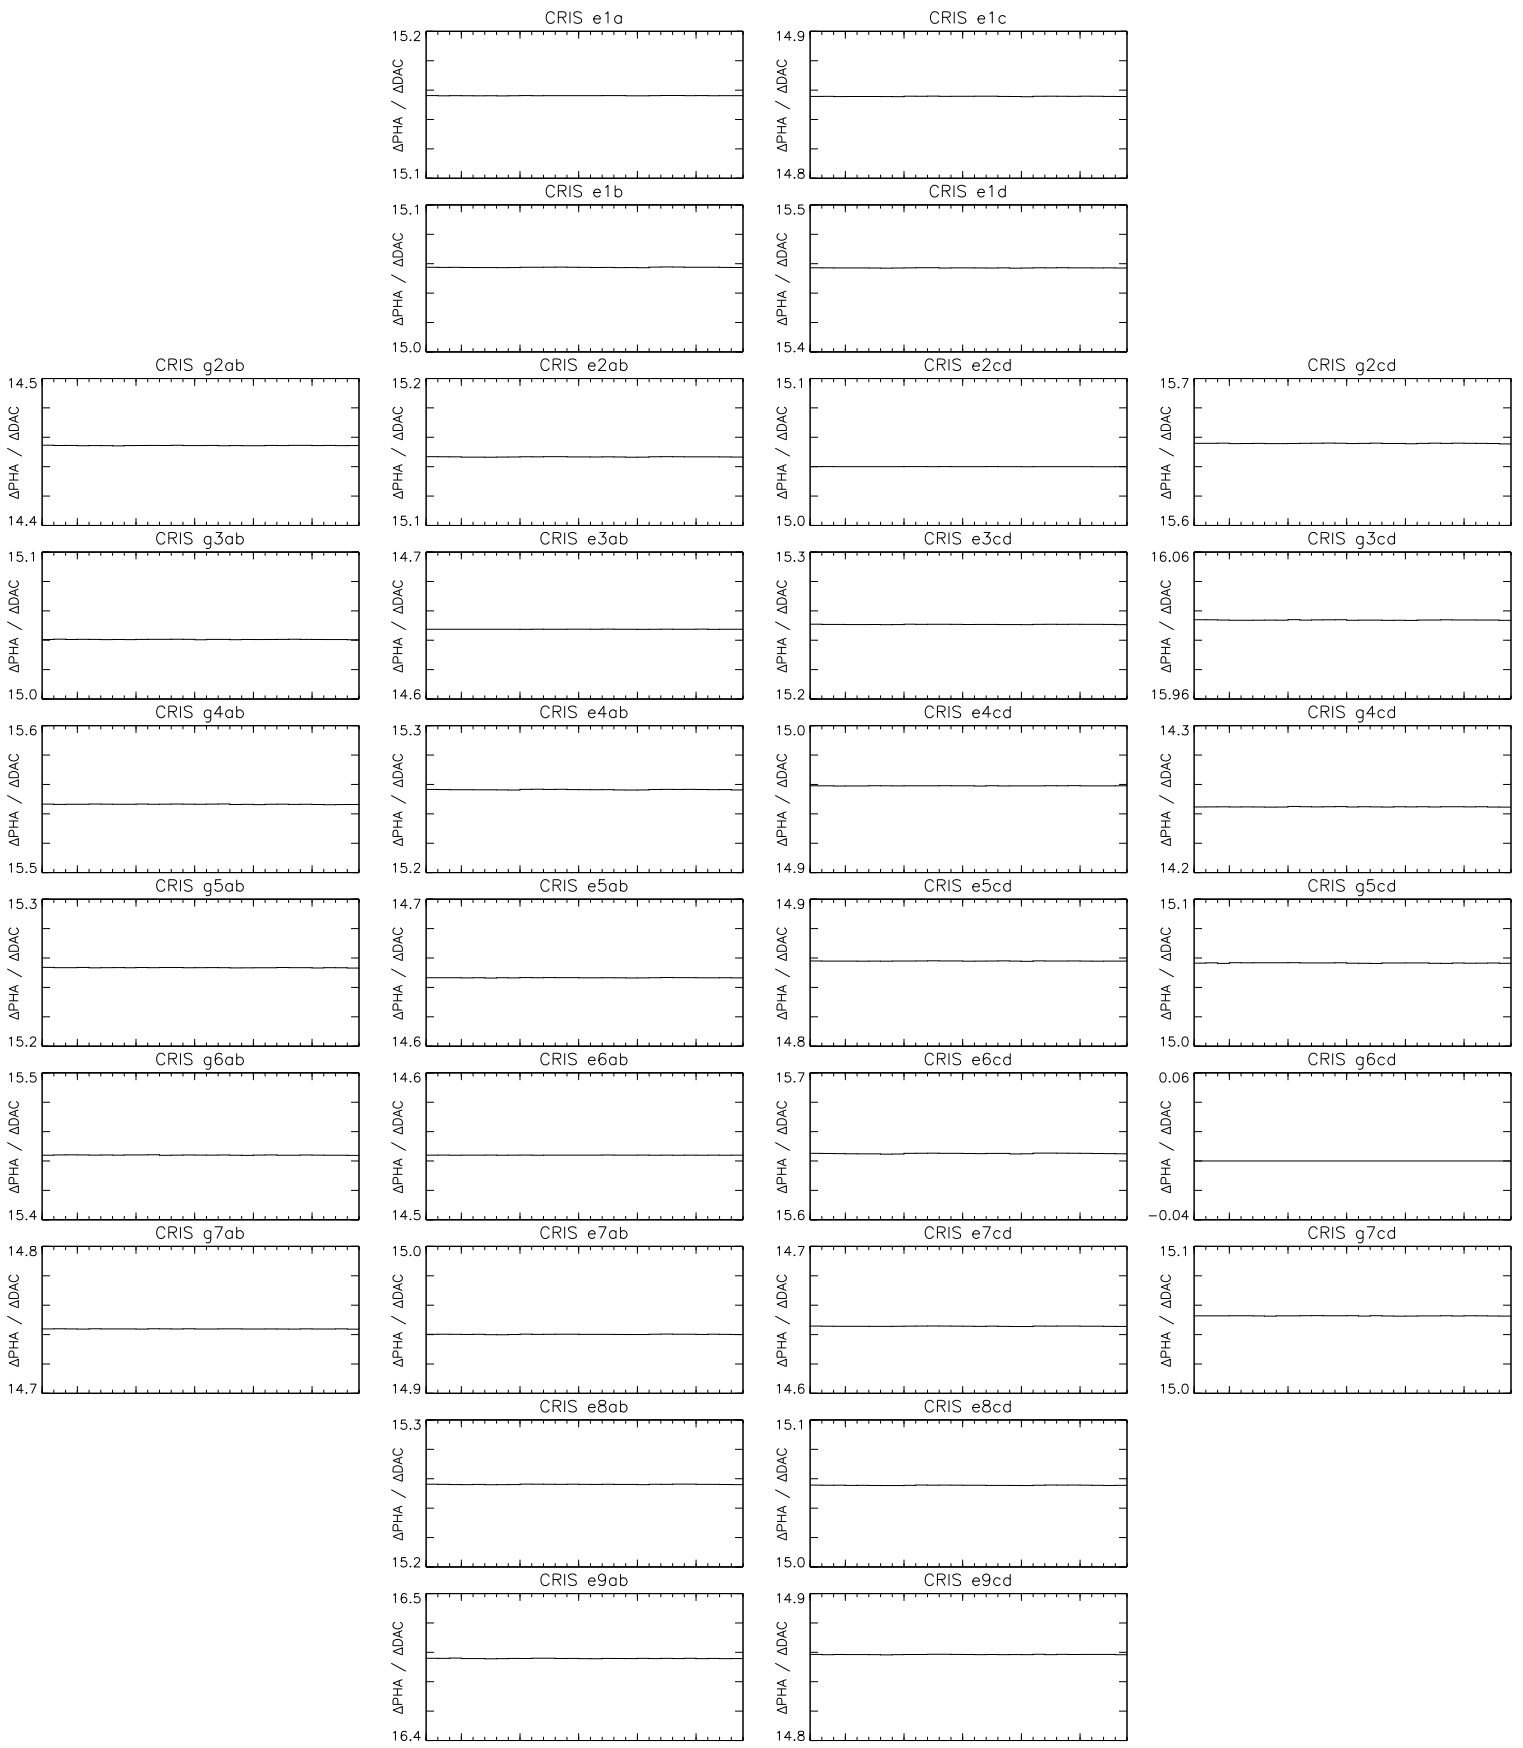 CRIS e1a
15.2
ΔPHA / ΔDAC
15.1
CRIS e1c
14.9
ΔPHA / ΔDAC
14.8
CRIS e1b
15.1
ΔPHA / ΔDAC
15.0
CRIS e1d
15.5
ΔPHA / ΔDAC
15.4
CRIS g2ab
14.5
ΔPHA / ΔDAC
14.4
CRIS e2ab
15.2
ΔPHA / ΔDAC
15.1
CRIS e2cd
15.1
ΔPHA / ΔDAC
15.0
CRIS g2cd
15.7
ΔPHA / ΔDAC
15.6
CRIS g3ab
15.1
ΔPHA / ΔDAC
15.0
CRIS e3ab
14.7
ΔPHA / ΔDAC
14.6
CRIS e3cd
15.3
ΔPHA / ΔDAC
15.2
CRIS g3cd
16.06
ΔPHA / ΔDAC
15.96
CRIS g4ab
15.6
ΔPHA / ΔDAC
15.5
CRIS e4ab
15.3
ΔPHA / ΔDAC
15.2
CRIS e4cd
15.0
ΔPHA / ΔDAC
14.9
CRIS g4cd
14.3
ΔPHA / ΔDAC
14.2
CRIS g5ab
15.3
ΔPHA / ΔDAC
15.2
CRIS e5ab
14.7
ΔPHA / ΔDAC
14.6
CRIS e5cd
14.9
ΔPHA / ΔDAC
14.8
CRIS g5cd
15.1
ΔPHA / ΔDAC
15.0
CRIS g6ab
15.5
ΔPHA / ΔDAC
15.4
CRIS e6ab
14.6
ΔPHA / ΔDAC
14.5
CRIS e6cd
15.7
ΔPHA / ΔDAC
15.6
CRIS g6cd
0.06
ΔPHA / ΔDAC
−0.04
CRIS g7ab
14.8
ΔPHA / ΔDAC
14.7
CRIS e7ab
15.0
ΔPHA / ΔDAC
14.9
CRIS e7cd
14.7
ΔPHA / ΔDAC
14.6
CRIS g7cd
15.1
ΔPHA / ΔDAC
15.0
CRIS e8ab
15.3
ΔPHA / ΔDAC
15.2
CRIS e8cd
15.1
ΔPHA / ΔDAC
15.0
CRIS e9ab
16.5
ΔPHA / ΔDAC
16.4
CRIS e9cd
14.9
ΔPHA / ΔDAC
14.8